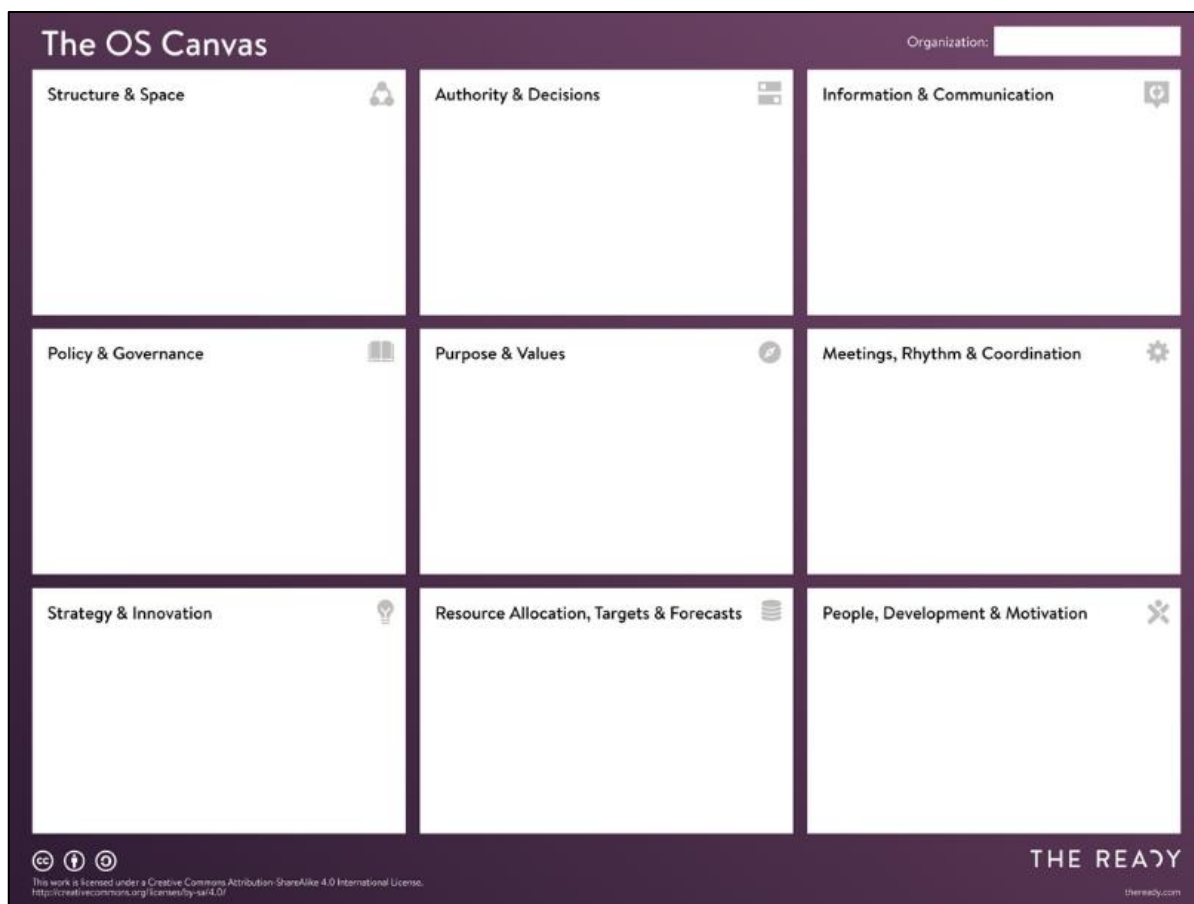 The OS Canvas
Organization:
Structure & Space
Authority & Decisions
Information & Communication
Policy & Governance
Purpose & Values
Meetings, Rhythm & Coordination
Strategy & Innovation
Resource Allocation, Targets & Forecasts
People, Development & Motivation
cc
This work is licensed under a Creative Commons Attribution-ShareAlike 4.0 International License.
http://creativecommons.org/licenses/by-sa/4.0/
THE READY
theready.com